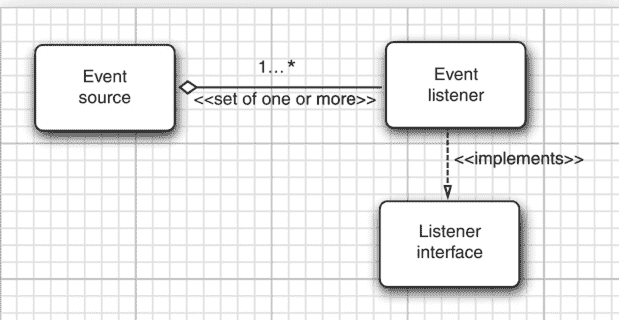 Event
source
1...*
<<set of one or more>>
Event
listener
<<implements>>
Listener
interface